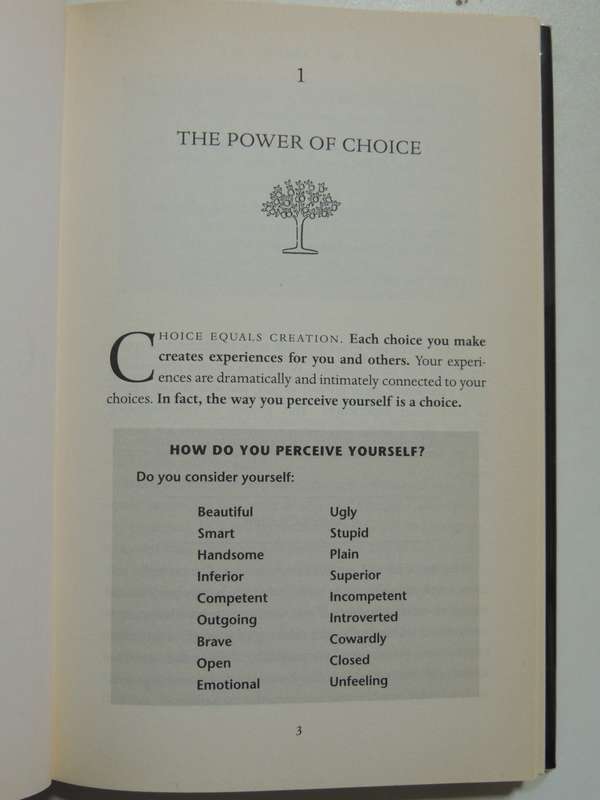 1
THE POWER OF CHOICE
CHOICE EQUALS CREATION. Each choice you make
creates experiences for you and others. Your experi-
ences are dramatically and intimately connected to your
choices. In fact, the way you perceive yourself is a choice.
HOW DO YOU PERCEIVE YOURSELF?
Do you consider yourself:
Beautiful Ugly
Smart Stupid
Handsome Plain
Inferior Superior
Competent Incompetent
Outgoing Introverted
Brave Cowardly
Open Closed
Emotional Unfeeling
3